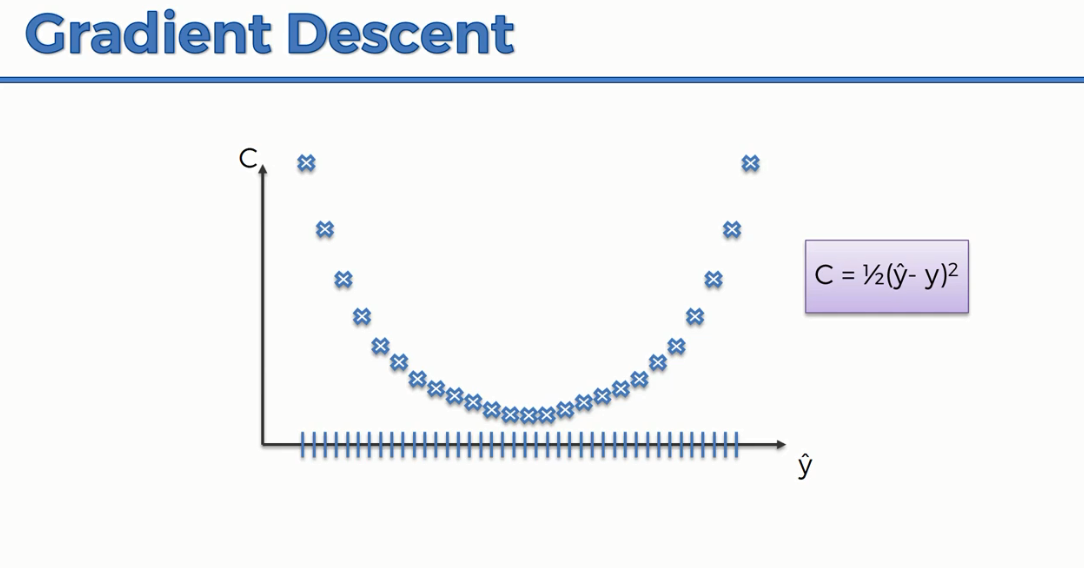 Gradient Descent
C
C = ½(ŷ- y)²
ŷ